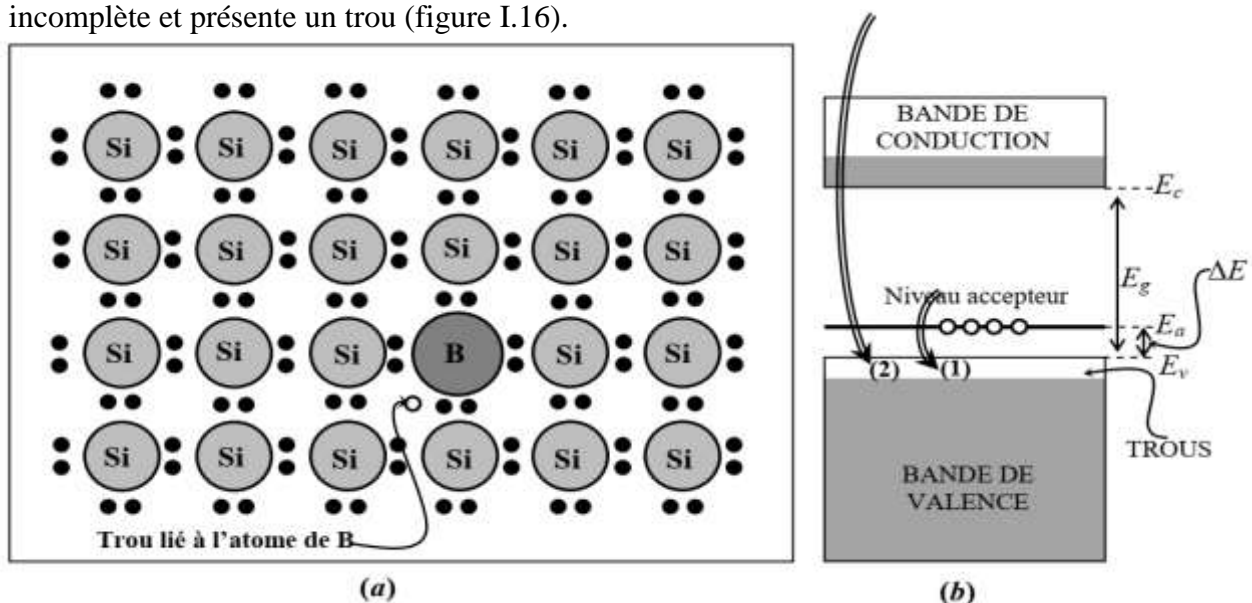 incomplète et présente un trou (figure I.16).
Si Si Si Si Si Si
Si Si Si Si Si Si
Si Si Si B Si Si
Si Si Si Si Si Si
Trou lié à l'atome de B
(a)
BANDE DE
CONDUCTION
E_c
E_g
ΔE
Niveau accepteur
E_a
(2) (1)
E_v
TROUS
BANDE DE
VALENCE
(b)